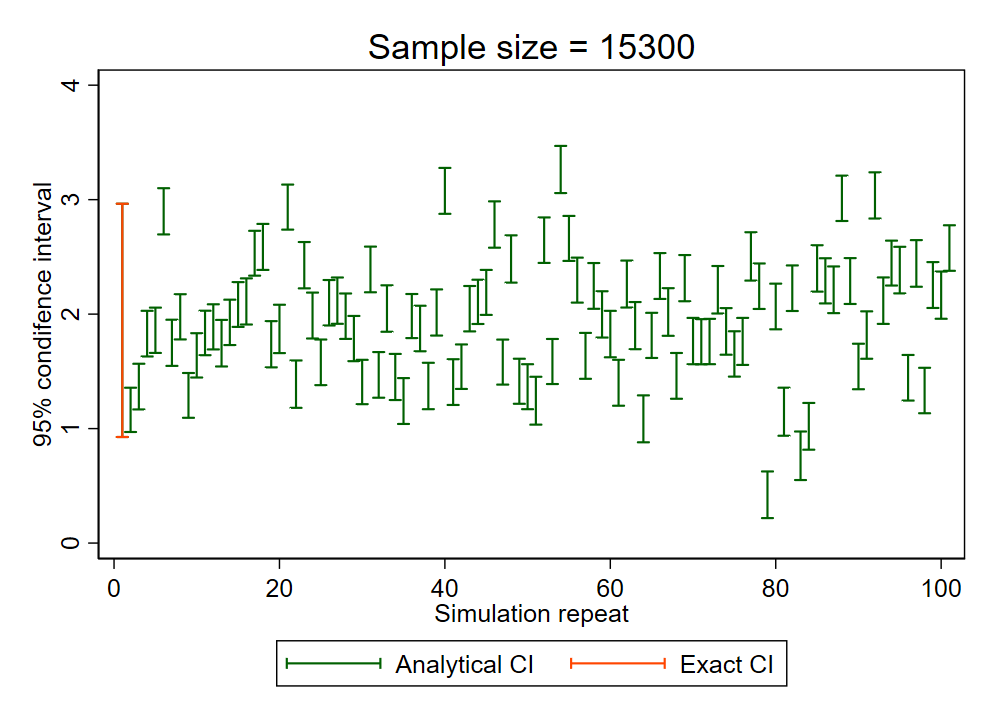 Sample size = 15300
95% condifence interval
4
3
2
1
0
0 20 40 60 80 100
Simulation repeat
Analytical CI Exact CI